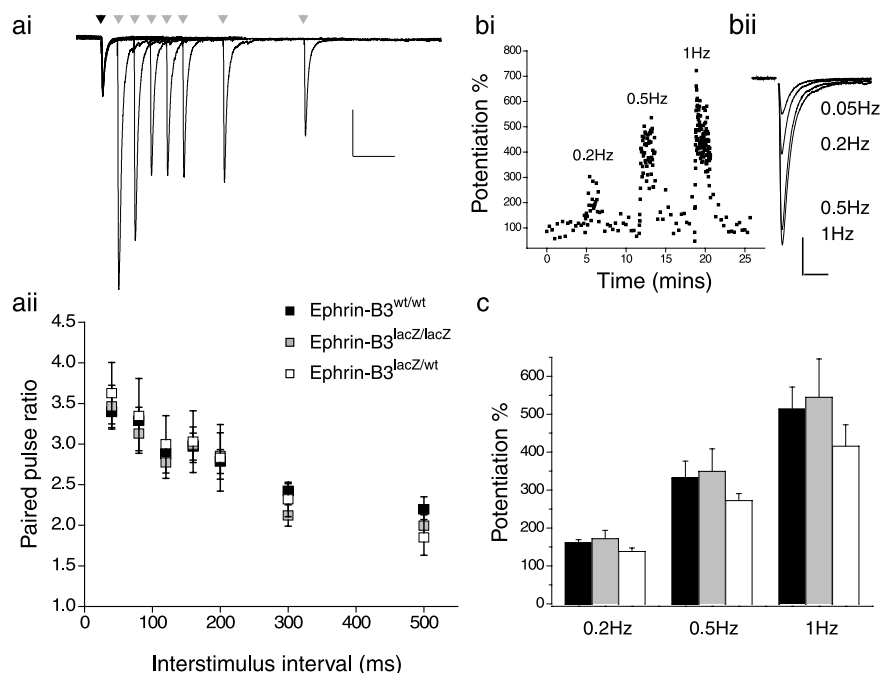 ai
bi
bii
800
700
600
500
400
300
200
100
Potentiation %
0.2Hz
0.5Hz
1Hz
0
5
10
15
20
25
Time (mins)
0.05Hz
0.2Hz
0.5Hz
1Hz
aii
Ephrin-B3wt/wt
Ephrin-B3lacZ/lacZ
Ephrin-B3lacZ/wt
4.5
4.0
3.5
3.0
2.5
2.0
1.5
1.0
Paired pulse ratio
0
100
200
300
400
500
Interstimulus interval (ms)
c
600
500
400
300
200
150
100
0
Potentiation %
0.2Hz
0.5Hz
1Hz